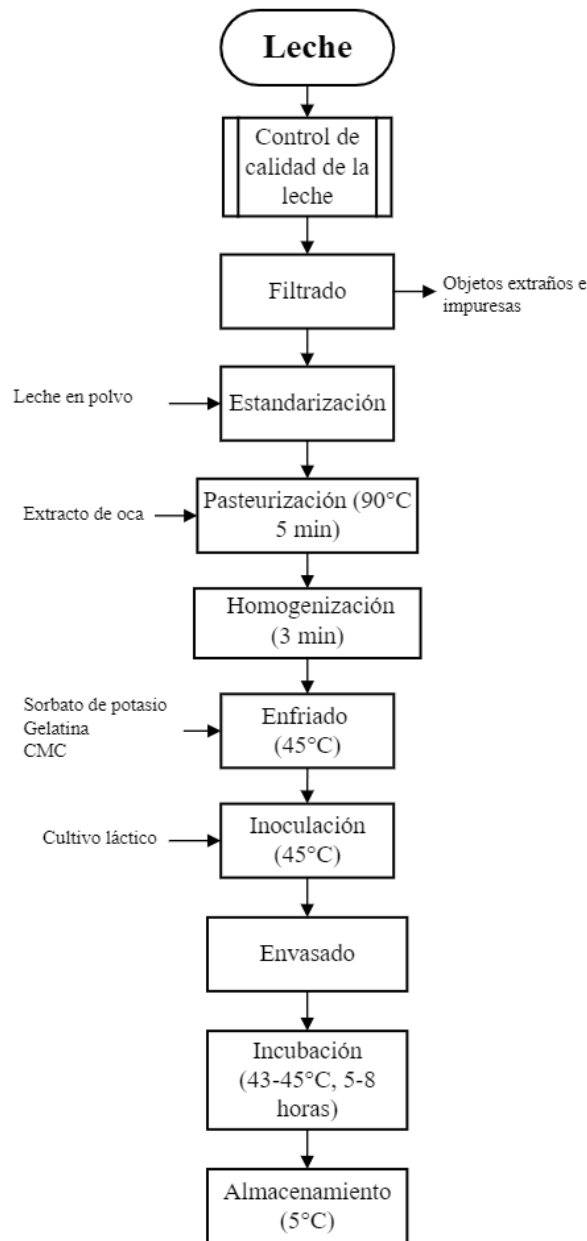 Leche
Control de
calidad de la
leche
Filtrado
Objetos extraños e
impuresas
Leche en polvo
Estandarización
Pasteurización (90°C
5 min)
Extracto de oca
Homogenización
(3 min)
Sorbato de potasio
Gelatina
CMC
Enfriado
(45°C)
Cultivo láctico
Inoculación
(45°C)
Envasado
Incubación
(43-45°C, 5-8
horas)
Almacenamiento
(5°C)